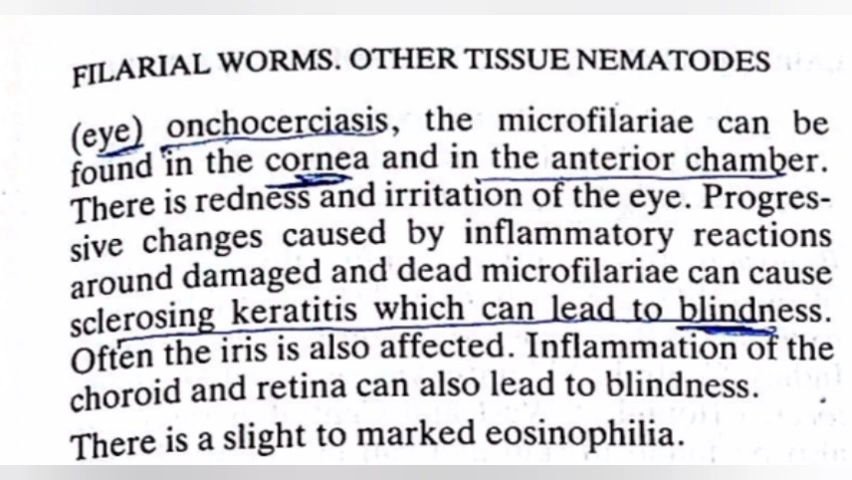 FILARIAL WORMS. OTHER TISSUE NEMATODES
(eye) onchocerciasis, the microfilariae can be
found in the cornea and in the anterior chamber.
There is redness and irritation of the eye. Progres-
sive changes caused by inflammatory reactions
around damaged and dead microfilariae can cause
sclerosing keratitis which can lead to blindness.
Often the iris is also affected. Inflammation of the
choroid and retina can also lead to blindness.
There is a slight to marked eosinophilia.